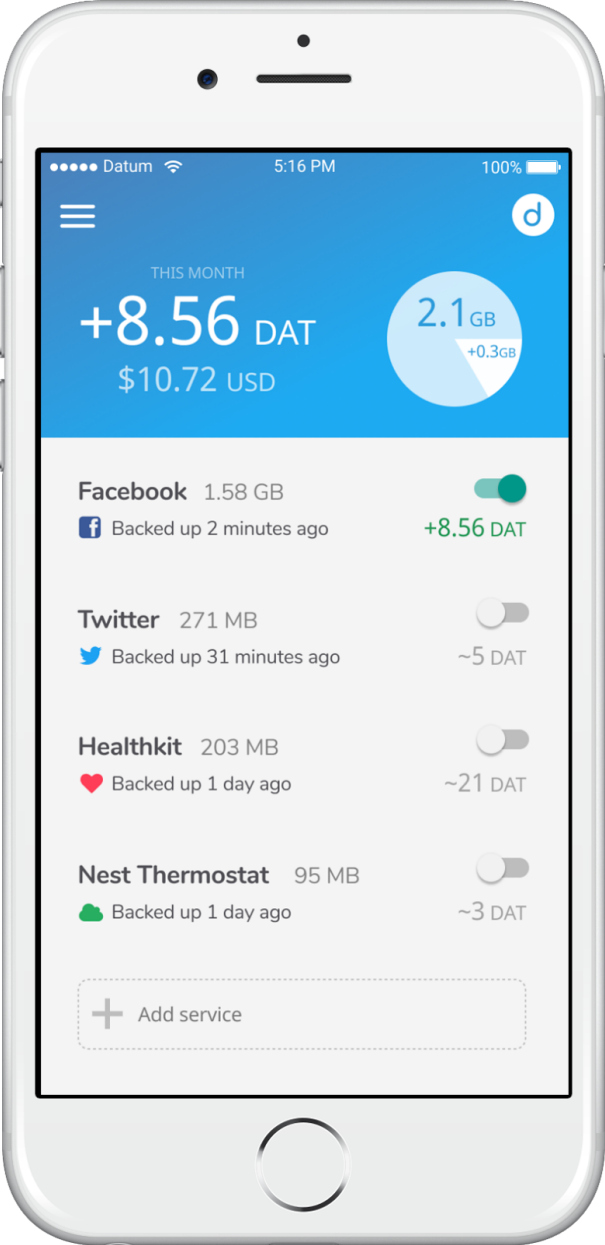 Datum 5:16 PM 100%
d
THIS MONTH
+8.56 DAT
$10.72 USD
2.1GB
+0.3GB
Facebook 1.58 GB
f Backed up 2 minutes ago +8.56 DAT
Twitter 271 MB
Backed up 31 minutes ago ~5 DAT
Healthkit 203 MB
Backed up 1 day ago ~21 DAT
Nest Thermostat 95 MB
Backed up 1 day ago ~3 DAT
Add service